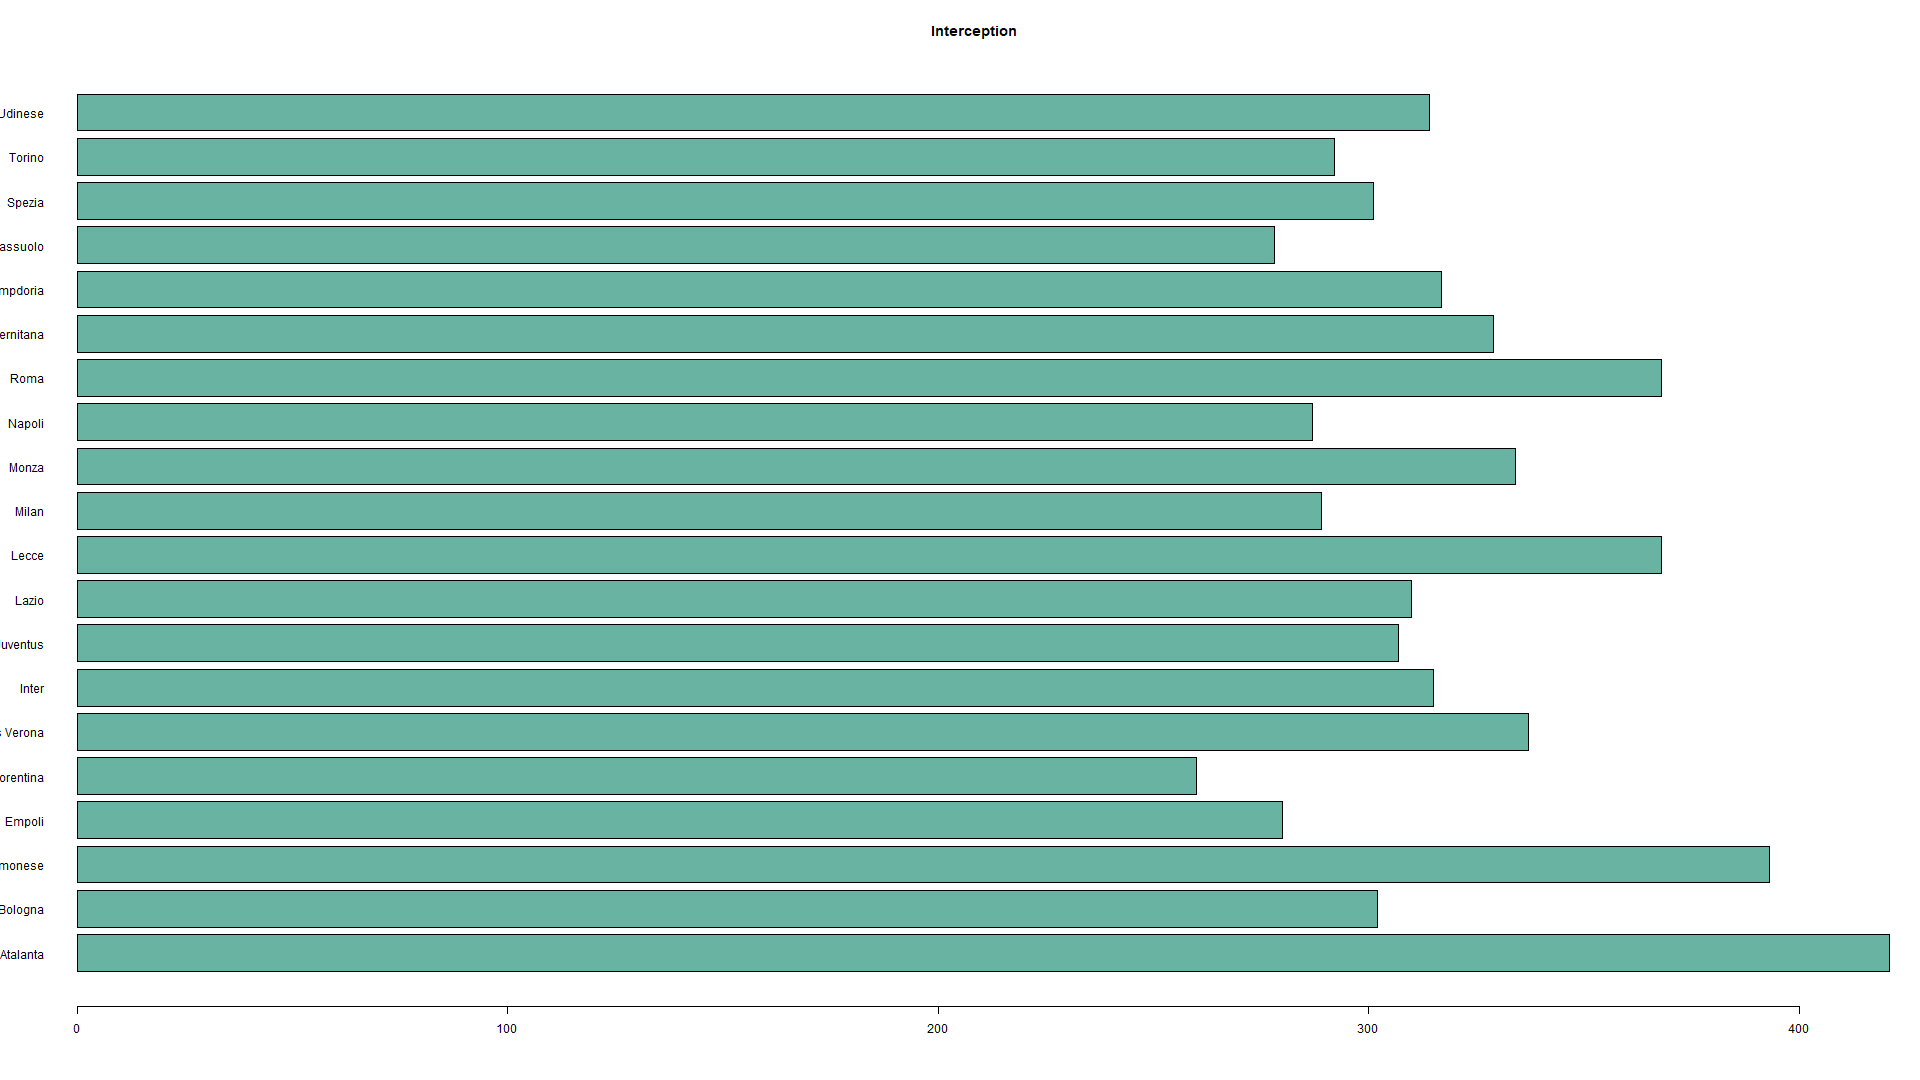 Interception
Udinese
Torino
Spezia
assuolo
mpdoria
ernitana
Roma
Napoli
Monza
Milan
Lecce
Lazio
uventus
Inter
s Verona
orentina
Empoli
monese
Bologna
Atalanta
0 100 200 300 400